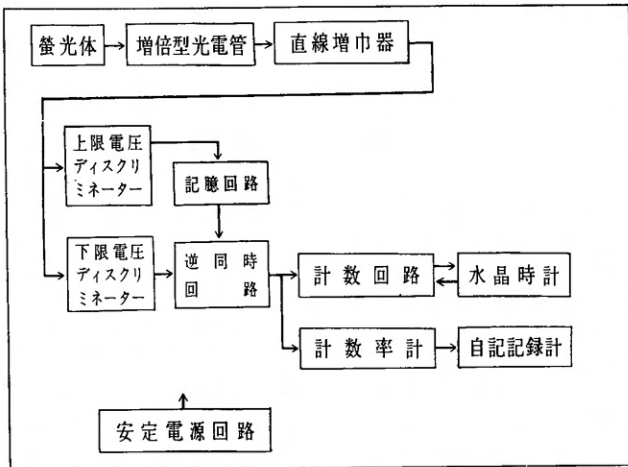 螢光体
増倍型光電管
直線増巾器
上限電圧
ディスクリ
ミネーター
記臆回路
下限電圧
ディスクリ
ミネーター
逆同時
回路
計数回路
水晶時計
計数率計
自記記録計
安定電源回路